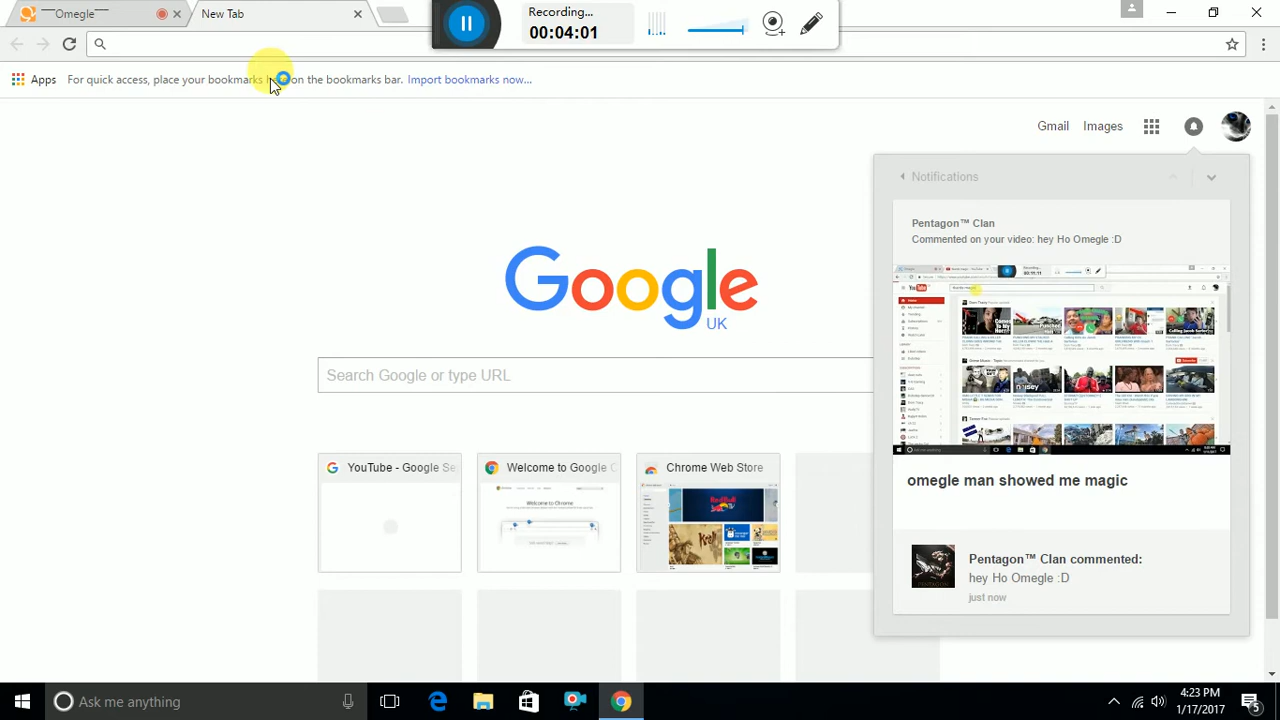 Omegle
New Tab
Recording...
00:04:01
Apps
For quick access, place your bookmarks here on the bookmarks bar. Import bookmarks now...
Gmail
Images
Notifications
Pentagon™ Clan
Commented on your video: hey Ho Omegle :D
Google
UK
Search Google or type URL
YouTube - Google Se
Welcome to Google C
Chrome Web Store
omegle man showed me magic
Pentagon™ Clan commented:
hey Ho Omegle :D
just now
Ask me anything
4:23 PM
1/17/2017
5